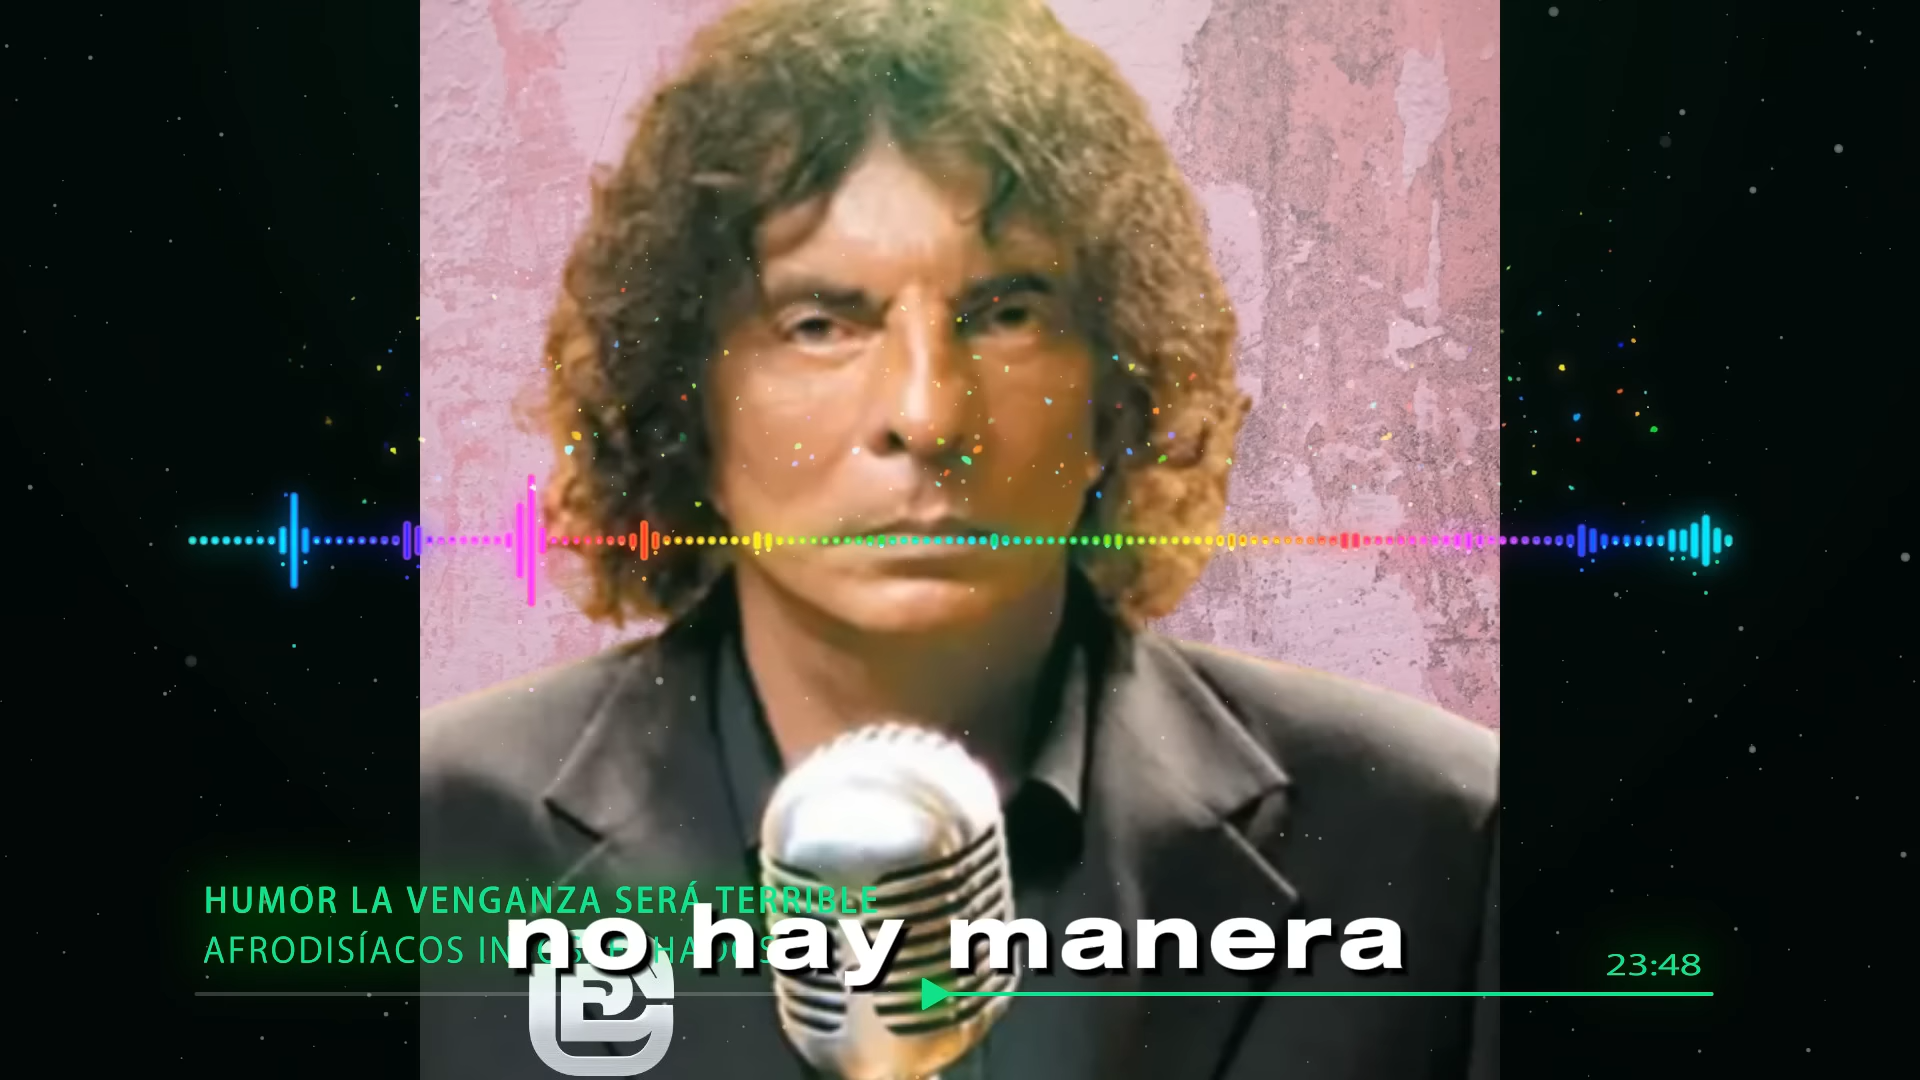 HUMOR LA VENGANZA SERÁ TERRIBLE
AFRODISÍACOS
no hay manera
23:48